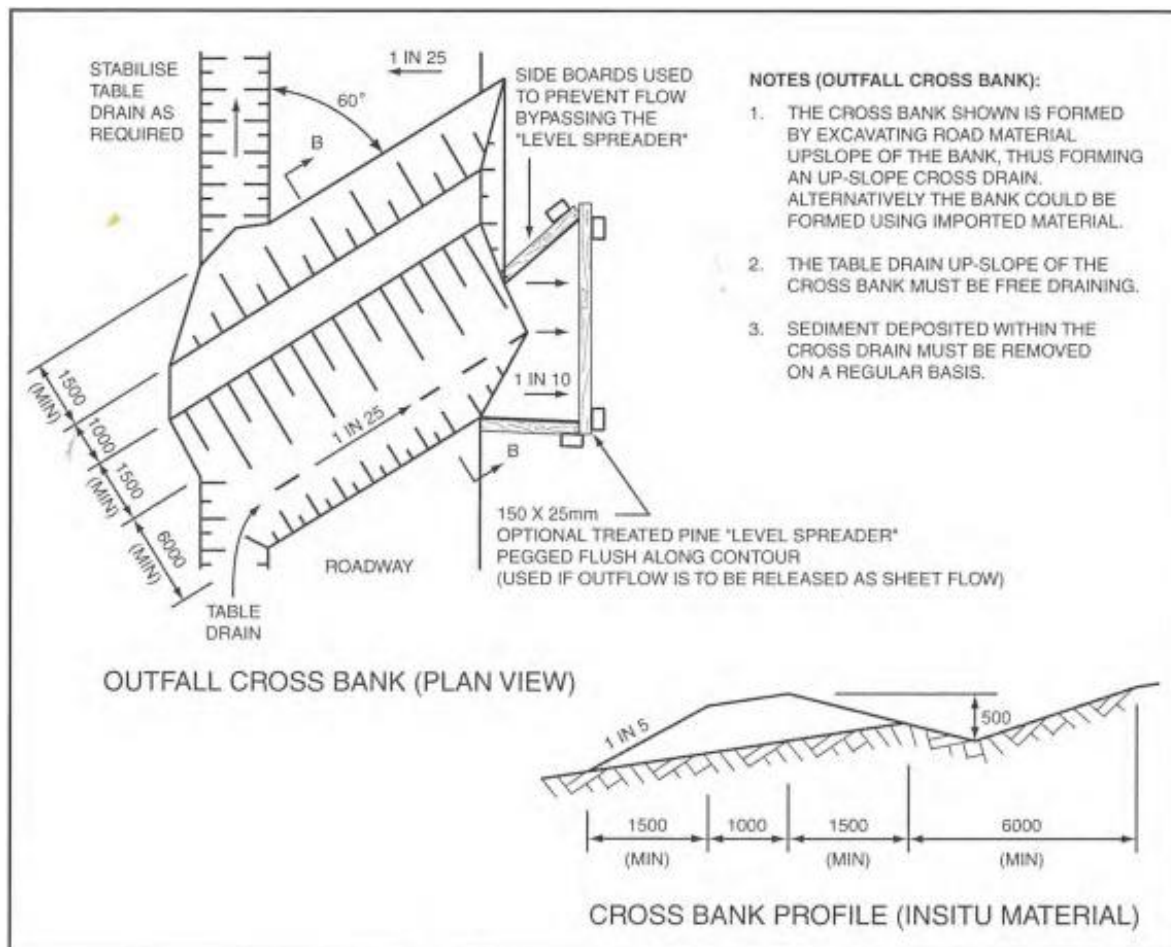 STABILISE
TABLE
DRAIN AS
REQUIRED
1 IN 25
60°
B
SIDE BOARDS USED
TO PREVENT FLOW
BYPASSING THE
"LEVEL SPREADER"
NOTES (OUTFALL CROSS BANK):
1. THE CROSS BANK SHOWN IS FORMED
BY EXCAVATING ROAD MATERIAL
UPSLOPE OF THE BANK, THUS FORMING
AN UP-SLOPE CROSS DRAIN.
ALTERNATIVELY THE BANK COULD BE
FORMED USING IMPORTED MATERIAL.
2. THE TABLE DRAIN UP-SLOPE OF THE
CROSS BANK MUST BE FREE DRAINING.
3. SEDIMENT DEPOSITED WITHIN THE
CROSS DRAIN MUST BE REMOVED
ON A REGULAR BASIS.
1500
(MIN)
1000
1500
(MIN)
6000
(MIN)
1 IN 25
1 IN 10
B
150 X 25mm
OPTIONAL TREATED PINE "LEVEL SPREADER"
PEGGED FLUSH ALONG CONTOUR
(USED IF OUTFLOW IS TO BE RELEASED AS SHEET FLOW)
ROADWAY
TABLE
DRAIN
OUTFALL CROSS BANK (PLAN VIEW)
1 IN 5
500
1500
(MIN)
1000
1500
(MIN)
6000
(MIN)
CROSS BANK PROFILE (INSITU MATERIAL)